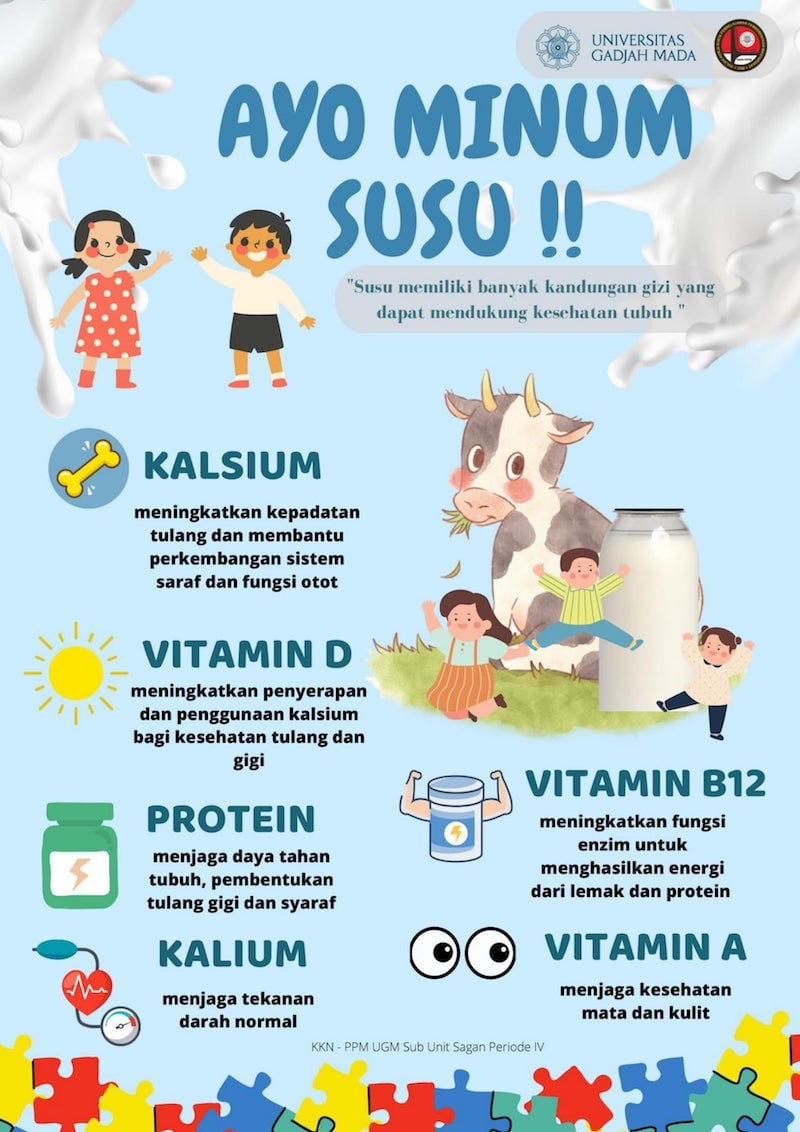 UNIVERSITAS
GADJAH MADA
AYO MINUM
SUSU !!
"Susu memiliki banyak kandungan gizi yang
dapat mendukung kesehatan tubuh "
KALSIUM
meningkatkan kepadatan
tulang dan membantu
perkembangan sistem
saraf dan fungsi otot
VITAMIN D
meningkatkan penyerapan
dan penggunaan kalsium
bagi kesehatan tulang dan
gigi
PROTEIN
menjaga daya tahan
tubuh, pembentukan
tulang gigi dan syaraf
KALIUM
menjaga tekanan
darah normal
VITAMIN B12
meningkatkan fungsi
enzim untuk
menghasilkan energi
dari lemak dan protein
VITAMIN A
menjaga kesehatan
mata dan kulit
KKN - PPM UGM Sub Unit Sagan Periode IV